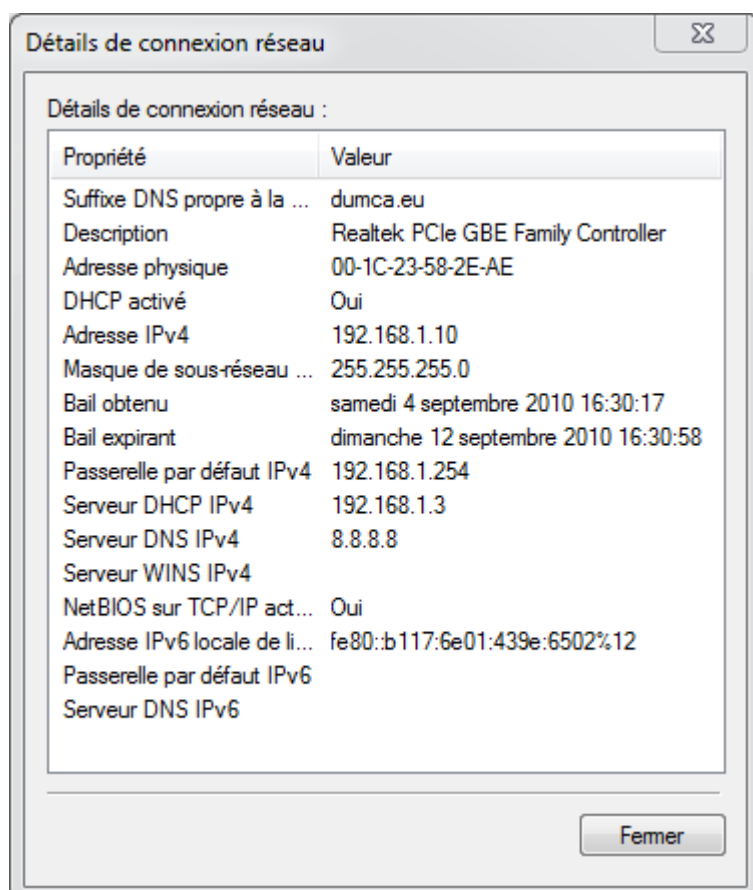 Détails de connexion réseau
Détails de connexion réseau :
Propriété Valeur
Suffixe DNS propre à la ... dumca.eu
Description Realtek PCIe GBE Family Controller
Adresse physique 00-1C-23-58-2E-AE
DHCP activé Oui
Adresse IPv4 192.168.1.10
Masque de sous-réseau ... 255.255.255.0
Bail obtenu samedi 4 septembre 2010 16:30:17
Bail expirant dimanche 12 septembre 2010 16:30:58
Passerelle par défaut IPv4 192.168.1.254
Serveur DHCP IPv4 192.168.1.3
Serveur DNS IPv4 8.8.8.8
Serveur WINS IPv4
NetBIOS sur TCP/IP act... Oui
Adresse IPv6 locale de li... fe80::b117:6e01:439e:6502%12
Passerelle par défaut IPv6
Serveur DNS IPv6
Fermer